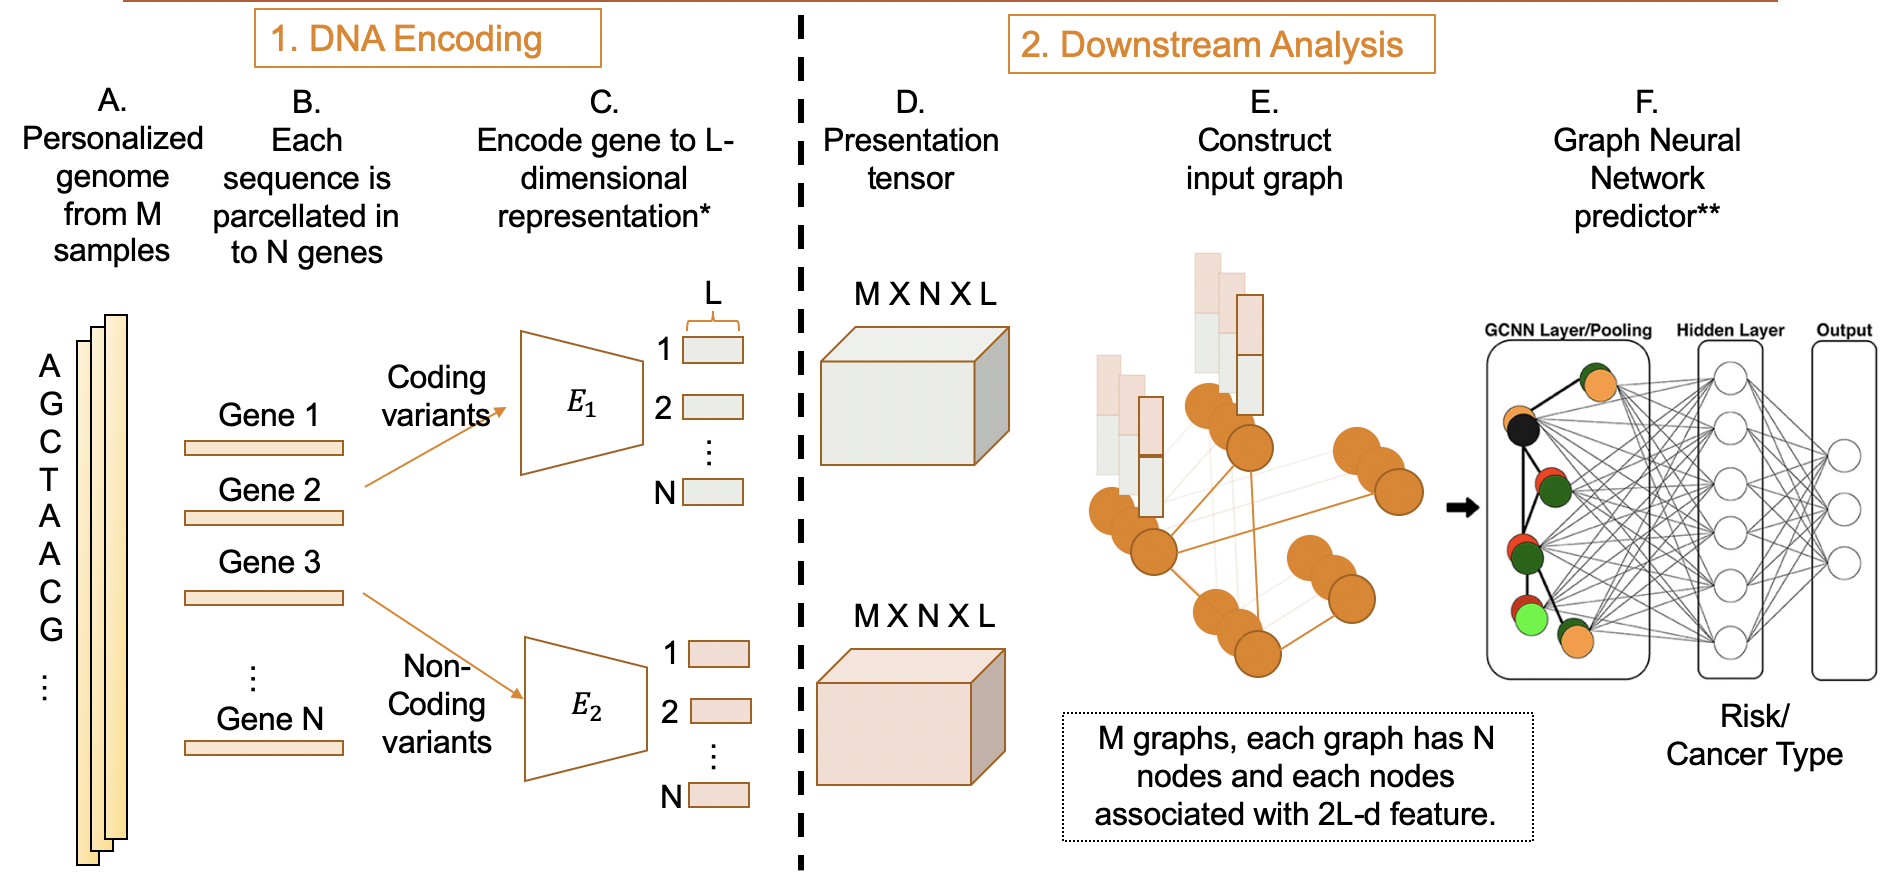 1. DNA Encoding
2. Downstream Analysis
A.
Personalized
genome
from M
samples
B.
Each
sequence is
parcellated in
to N genes
C.
Encode gene to L-
dimensional
representation*
D.
Presentation
tensor
E.
Construct
input graph
F.
Graph Neural
Network
predictor**
A
G
C
T
A
A
C
G
⋮
Gene 1
Gene 2
Gene 3
⋮
Gene N
Coding
variants
Non-
Coding
variants
E₁
L
1
2
⋮
N
E₂
1
2
⋮
N
M X N X L
M X N X L
M graphs, each graph has N
nodes and each nodes
associated with 2L-d feature.
GCNN Layer/Pooling
Hidden Layer
Output
Risk/
Cancer Type